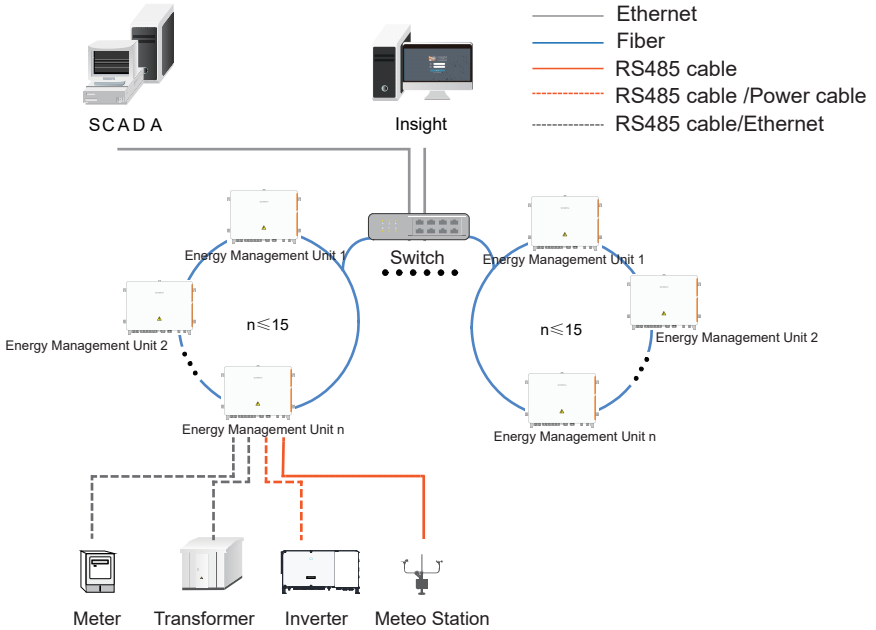 Ethernet
Fiber
RS485 cable
RS485 cable /Power cable
RS485 cable/Ethernet
SCADA
Insight
Switch
Energy Management Unit 1
Energy Management Unit 1
Energy Management Unit 2
n≤15
n≤15
Energy Management Unit 2
Energy Management Unit n
Energy Management Unit n
Meter
Transformer
Inverter
Meteo Station